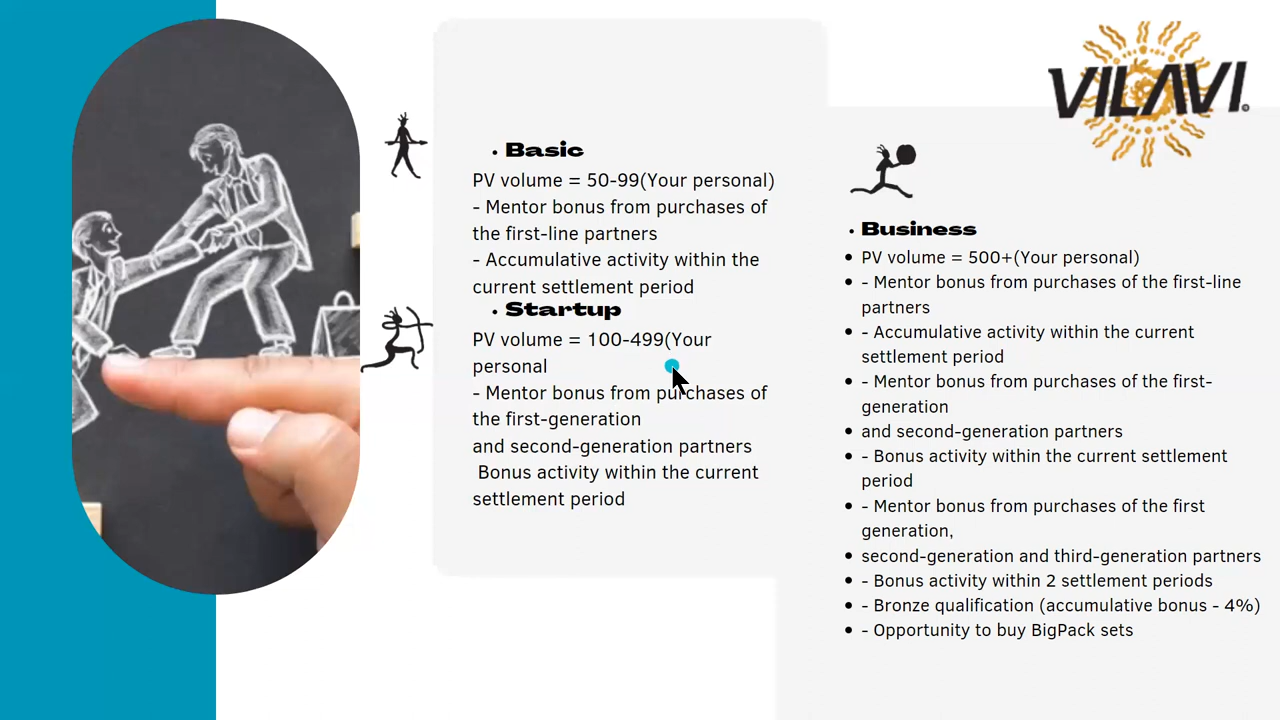 VILAVI
• Basic
PV volume = 50-99(Your personal)
- Mentor bonus from purchases of
the first-line partners
- Accumulative activity within the
current settlement period
• Startup
PV volume = 100-499(Your
personal
- Mentor bonus from purchases of
the first-generation
and second-generation partners
Bonus activity within the current
settlement period
• Business
• PV volume = 500+(Your personal)
• - Mentor bonus from purchases of the first-line
partners
• - Accumulative activity within the current
settlement period
• - Mentor bonus from purchases of the first-
generation
• and second-generation partners
• - Bonus activity within the current settlement
period
• - Mentor bonus from purchases of the first
generation,
• second-generation and third-generation partners
• - Bonus activity within 2 settlement periods
• - Bronze qualification (accumulative bonus - 4%)
• - Opportunity to buy BigPack sets